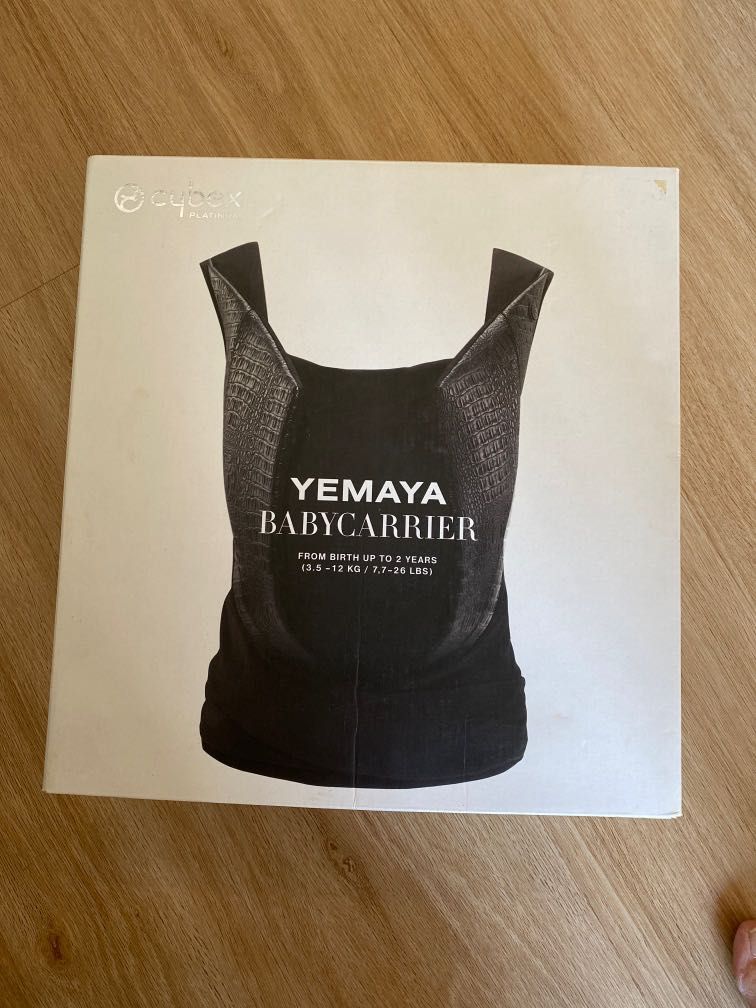 cybex
PLATINUM
YEMAYA
BABYCARRIER
FROM BIRTH UP TO 2 YEARS
(3.5 -12 KG / 7,7-26 LBS)